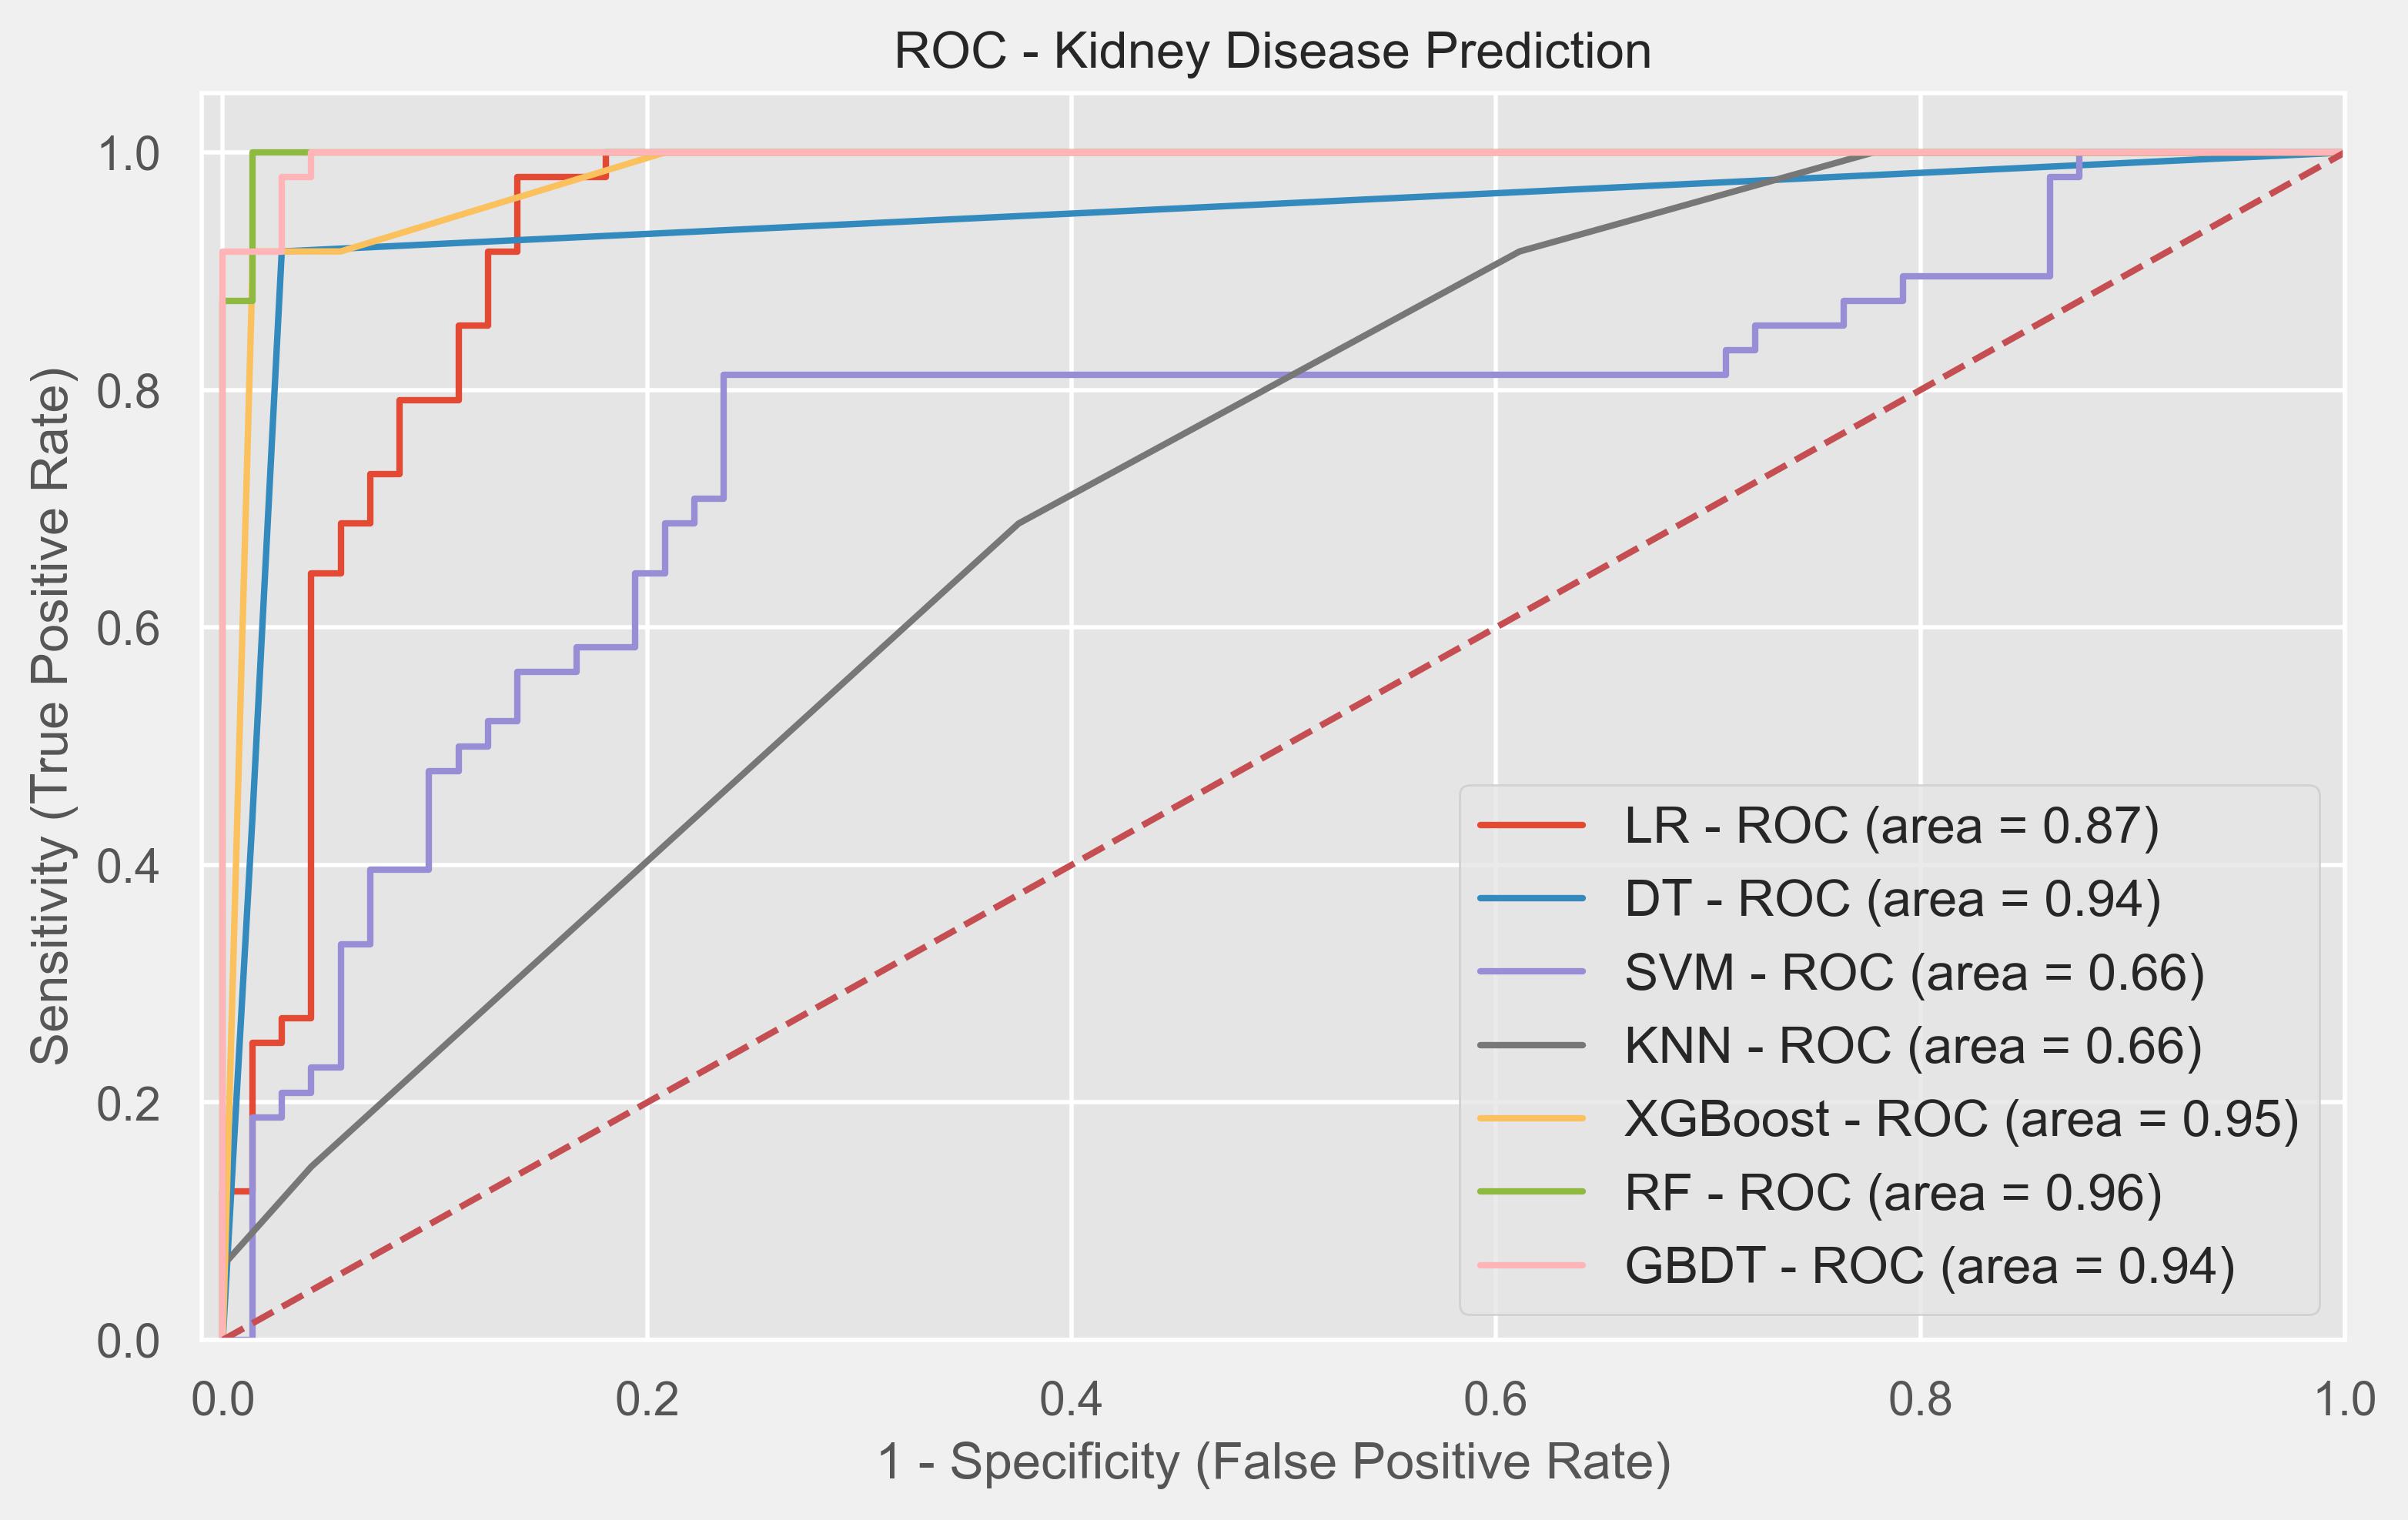 ROC - Kidney Disease Prediction
Sensitivity (True Positive Rate)
1.0
0.8
0.6
0.4
0.2
0.0
LR - ROC (area = 0.87)
DT - ROC (area = 0.94)
SVM - ROC (area = 0.66)
KNN - ROC (area = 0.66)
XGBoost - ROC (area = 0.95)
RF - ROC (area = 0.96)
GBDT - ROC (area = 0.94)
0.0 0.2 0.4 0.6 0.8 1.0
1 - Specificity (False Positive Rate)